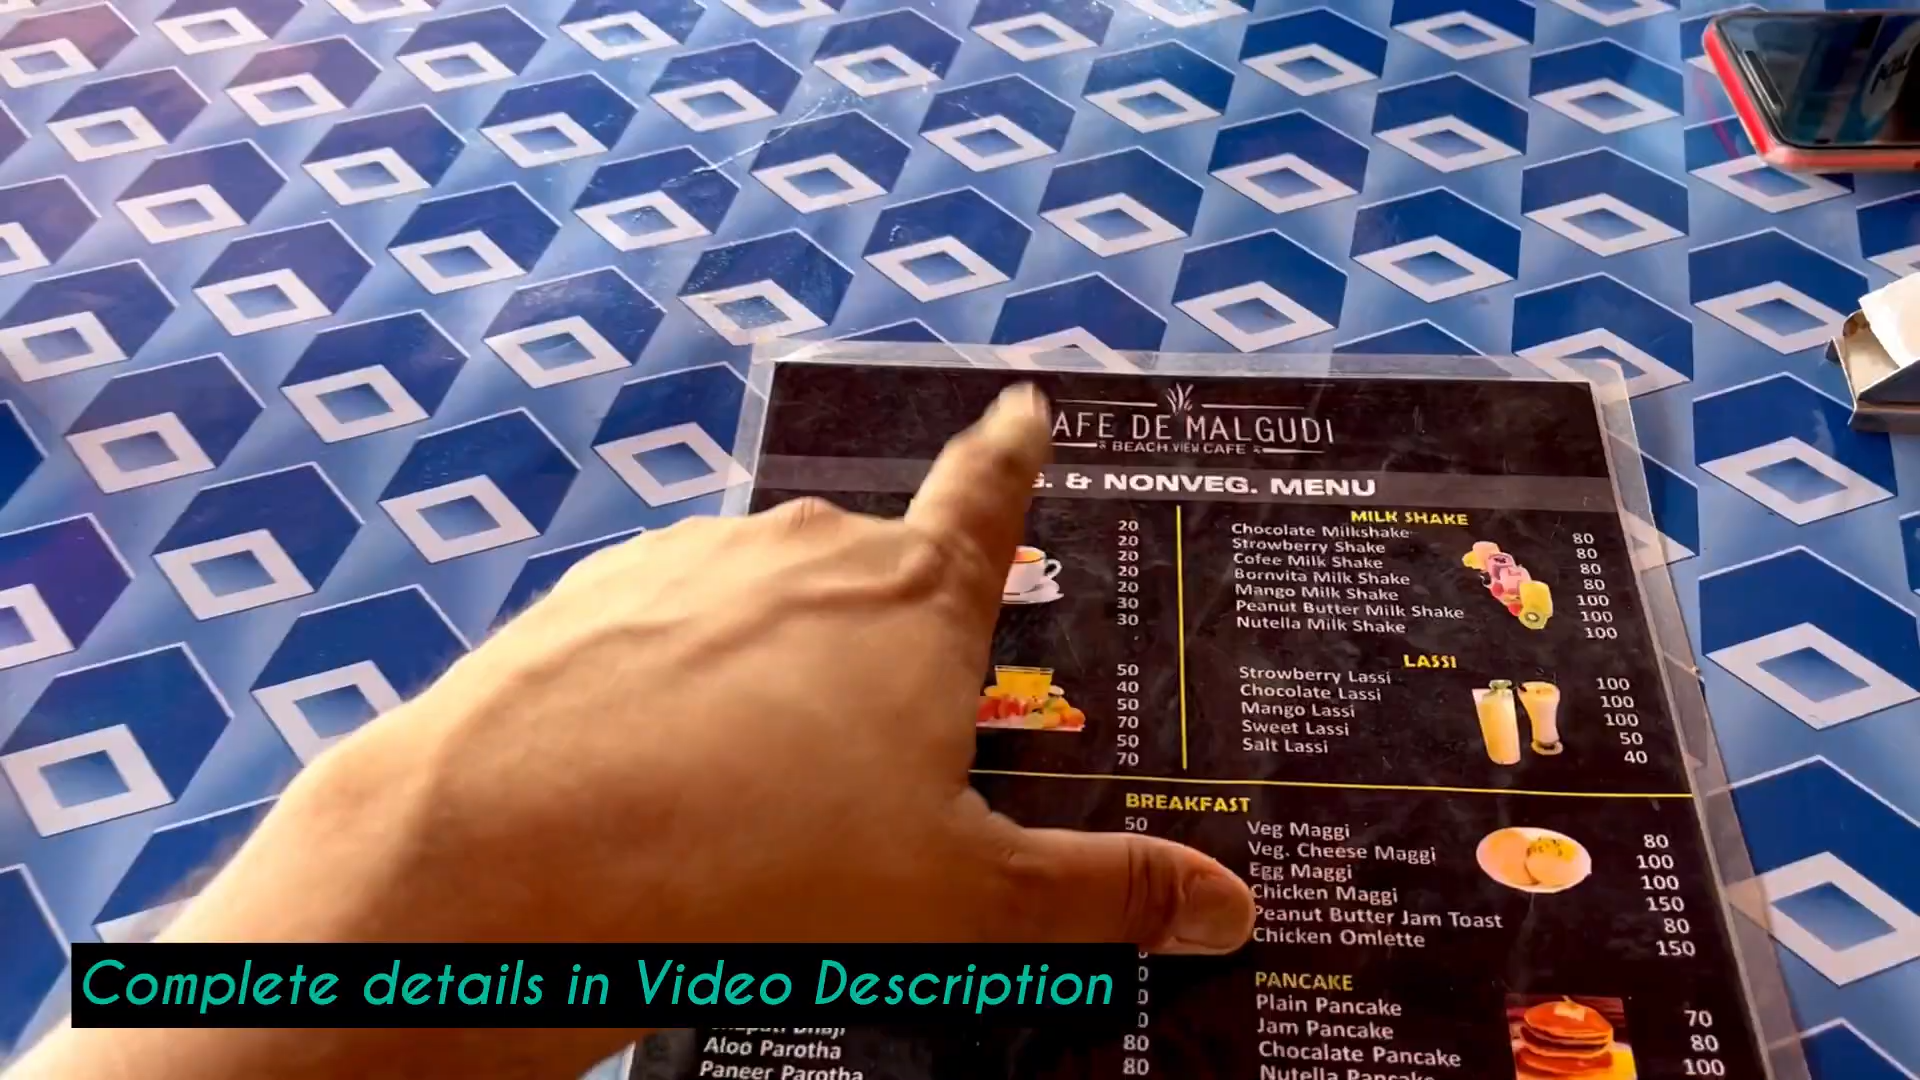 AFE DE MALGUDI
BEACH VIEW CAFE
G. & NONVEG. MENU
20
20
20
20
20
30
30
MILK SHAKE
Chocolate Milkshake 80
Strowberry Shake 80
Cofee Milk Shake 80
Bornvita Milk Shake 80
Mango Milk Shake 100
Peanut Butter Milk Shake 100
Nutella Milk Shake 100
50
40
50
70
50
70
LASSI
Strowberry Lassi 100
Chocolate Lassi 100
Mango Lassi 100
Sweet Lassi 50
Salt Lassi 40
BREAKFAST
50
Veg Maggi 80
Veg. Cheese Maggi 100
Egg Maggi 100
Chicken Maggi 150
Peanut Butter Jam Toast 80
Chicken Omlette 150
Aloo Parotha 80
Paneer Parotha 80
PANCAKE
Plain Pancake 70
Jam Pancake 80
Chocolate Pancake 100
Nutella Pancake
Complete details in Video Description